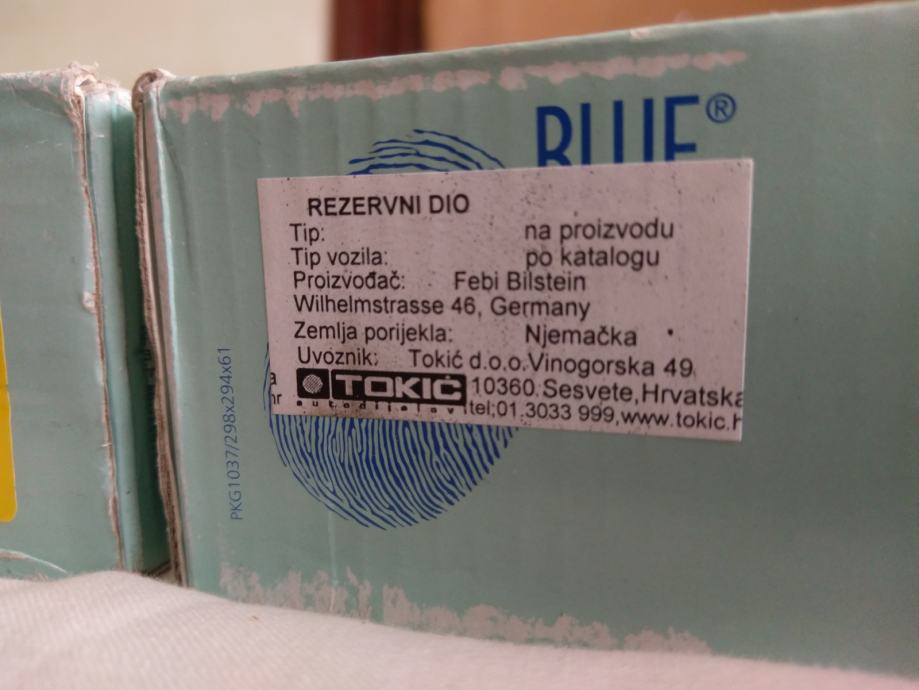 BLUE®
REZERVNI DIO
Tip: na proizvodu
Tip vozila: po katalogu
Proizvođač: Febi Bilstein
Wilhelmstrasse 46, Germany
Zemlja porijekla: Njemačka
Uvoznik: Tokić d.o.o. Vinogorska 49
TOKIĆ 10360 Sesvete, Hrvatska
autodijelovi tel;01.3033 999,www.tokic.h
PKG1037/298x294x61